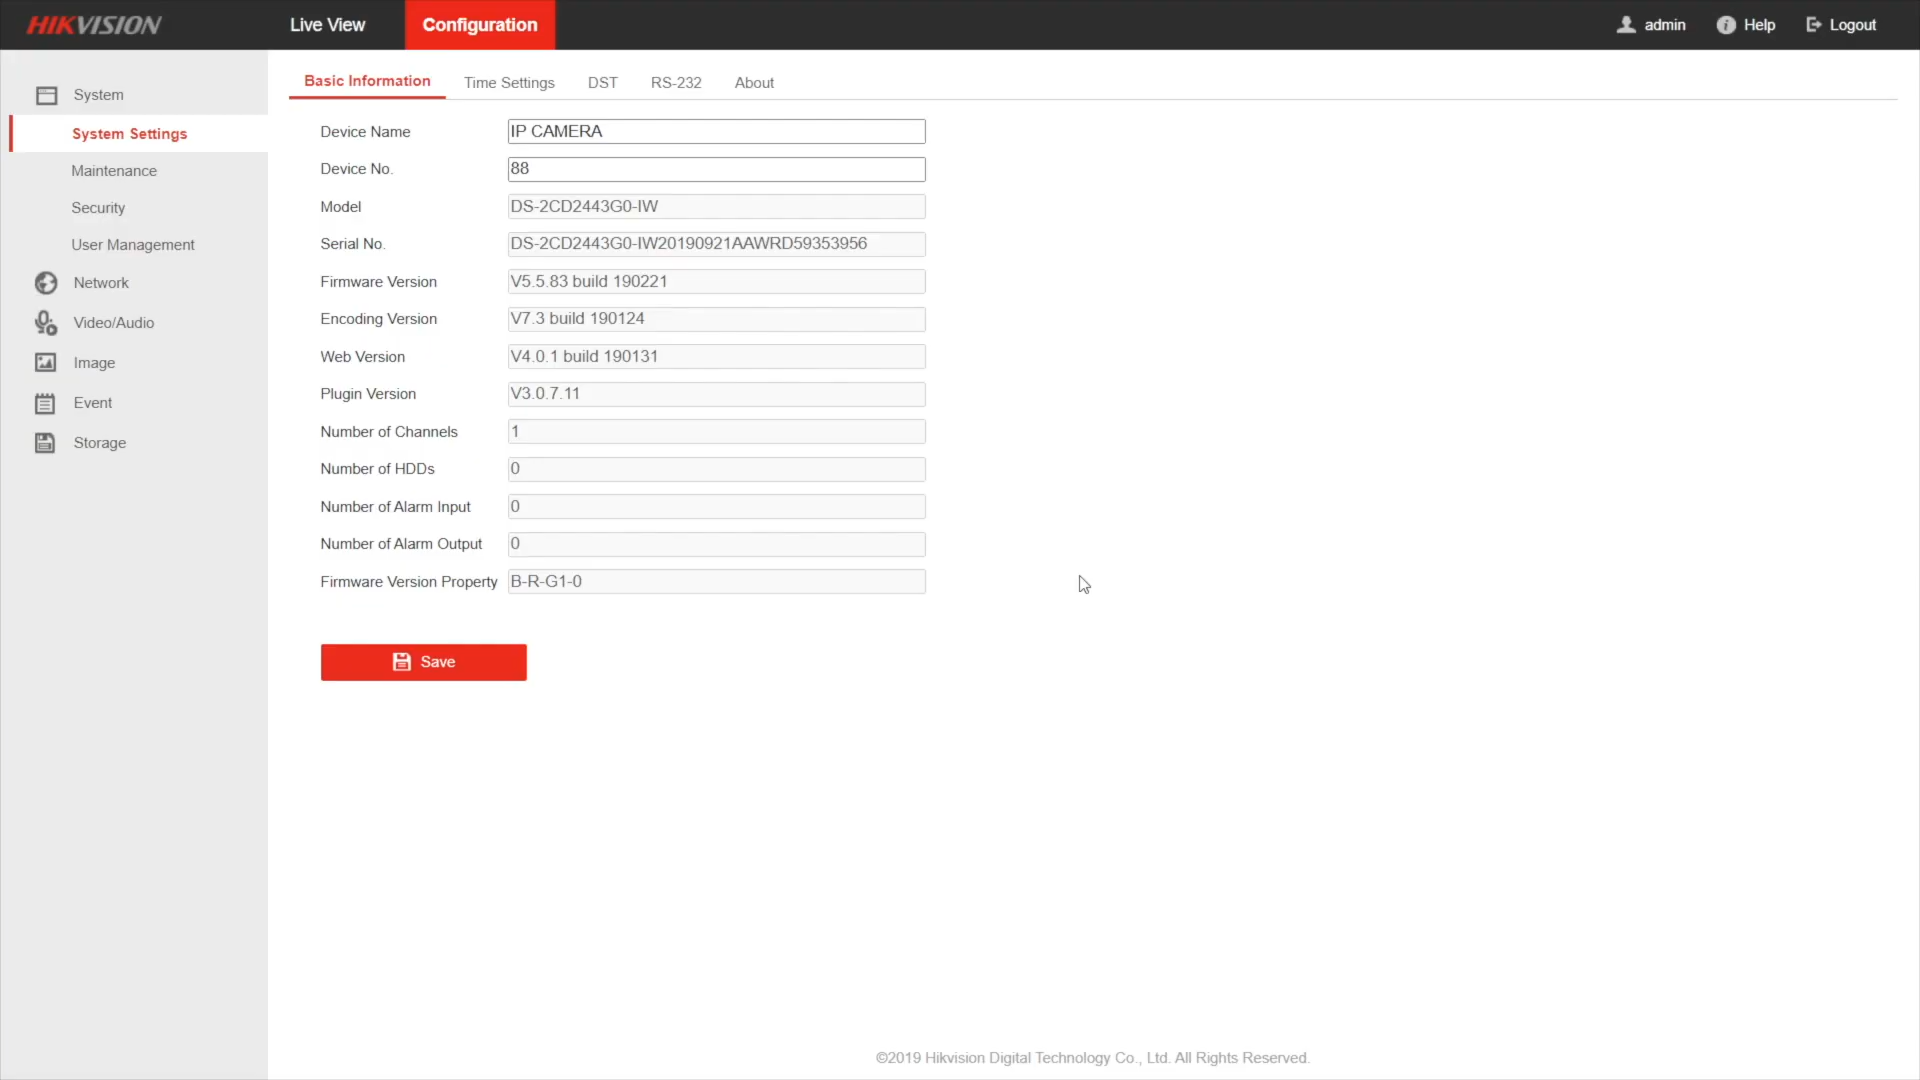 HIKVISION Live View Configuration admin Help Logout
Basic Information Time Settings DST RS-232 About
System
System Settings
Maintenance
Security
User Management
Network
Video/Audio
Image
Event
Storage
Device Name IP CAMERA
Device No. 88
Model DS-2CD2443G0-IW
Serial No. DS-2CD2443G0-IW20190921AAWRD59353956
Firmware Version V5.5.83 build 190221
Encoding Version V7.3 build 190124
Web Version V4.0.1 build 190131
Plugin Version V3.0.7.11
Number of Channels 1
Number of HDDs 0
Number of Alarm Input 0
Number of Alarm Output 0
Firmware Version Property B-R-G1-0
Save
©2019 Hikvision Digital Technology Co., Ltd. All Rights Reserved.